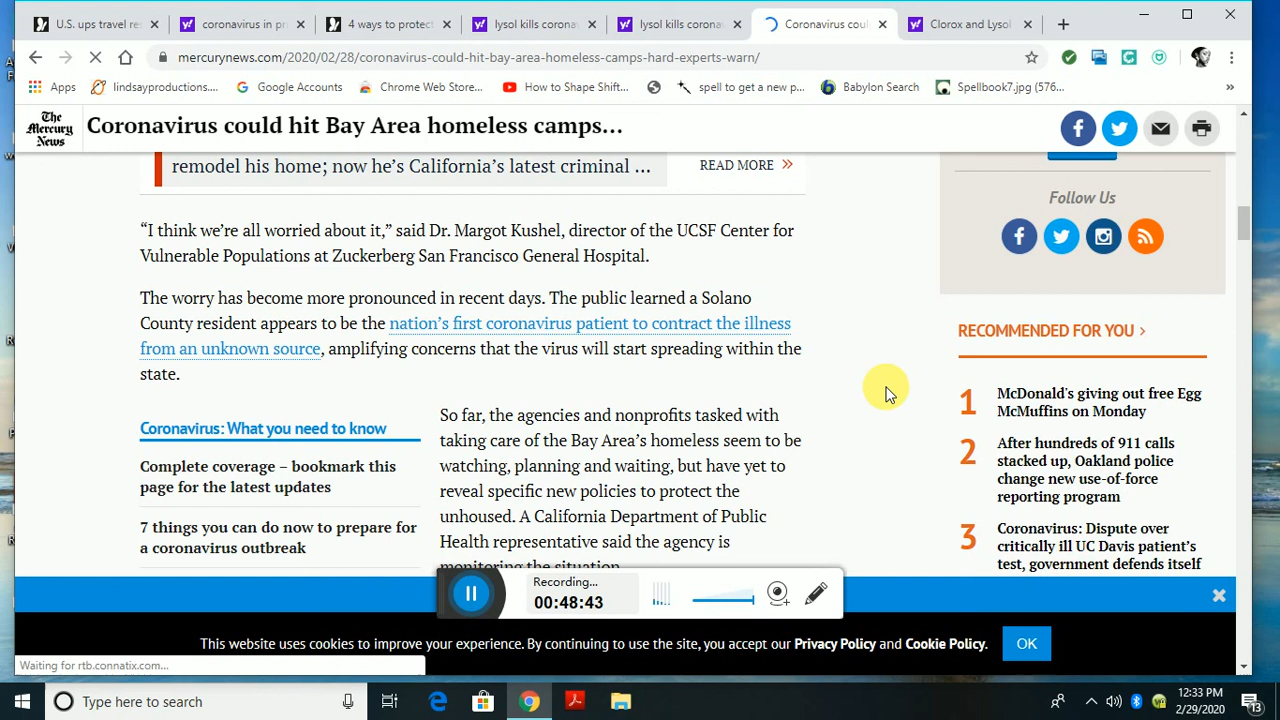 U.S. ups travel res
coronavirus in pr
4 ways to protect
lysol kills corona
lysol kills corona
Coronavirus coul
Clorox and Lysol
mercurynews.com/2020/02/28/coronavirus-could-hit-bay-area-homeless-camps-hard-experts-warn/
Apps
lindsayproductions....
Google Accounts
Chrome Web Store...
How to Shape Shift...
spell to get a new p...
Babylon Search
Spellbook7.jpg (576...
The
Mercury
News
Coronavirus could hit Bay Area homeless camps...
remodel his home; now he's California's latest criminal ...
READ MORE
“I think we're all worried about it,” said Dr. Margot Kushel, director of the UCSF Center for
Vulnerable Populations at Zuckerberg San Francisco General Hospital.
The worry has become more pronounced in recent days. The public learned a Solano
County resident appears to be the nation's first coronavirus patient to contract the illness
from an unknown source, amplifying concerns that the virus will start spreading within the
state.
Coronavirus: What you need to know
Complete coverage – bookmark this
page for the latest updates
7 things you can do now to prepare for
a coronavirus outbreak
So far, the agencies and nonprofits tasked with
taking care of the Bay Area's homeless seem to be
watching, planning and waiting, but have yet to
reveal specific new policies to protect the
unhoused. A California Department of Public
Health representative said the agency is
monitoring the situation.
Follow Us
RECOMMENDED FOR YOU
1
McDonald's giving out free Egg
McMuffins on Monday
2
After hundreds of 911 calls
stacked up, Oakland police
change new use-of-force
reporting program
3
Coronavirus: Dispute over
critically ill UC Davis patient's
test, government defends itself
Recording...
00:48:43
This website uses cookies to improve your experience. By continuing to use the site, you accept our Privacy Policy and Cookie Policy.
OK
Waiting for rtb.connatix.com...
Type here to search
12:33 PM
2/29/2020
13